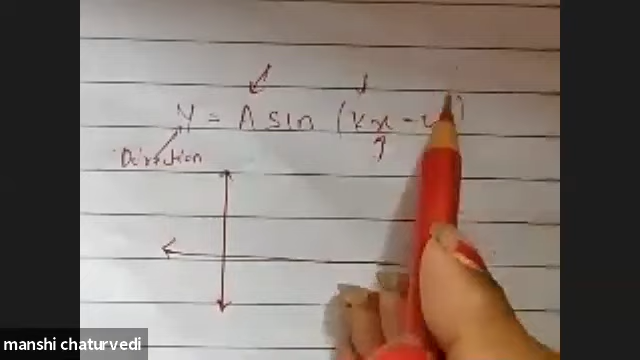 Y = A sin (kx -
Direction
manshi chaturvedi